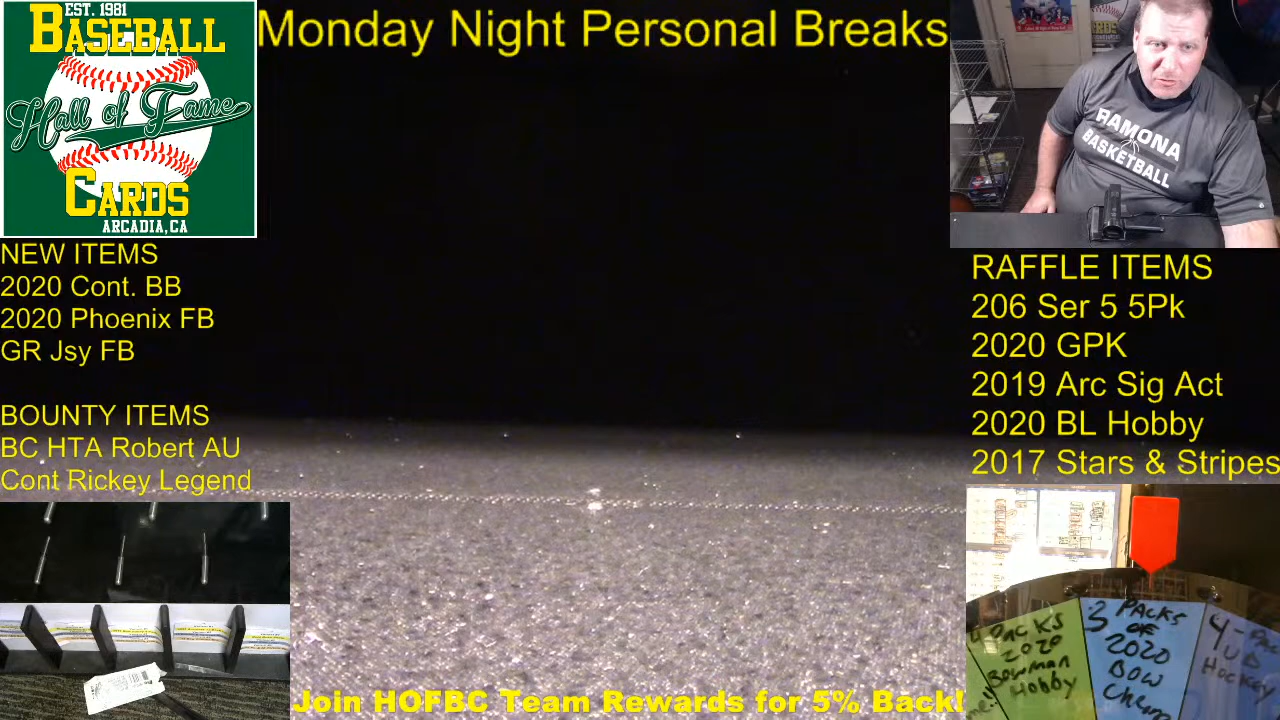 EST. 1981
BASEBALL
Hall of Fame
CARDS
ARCADIA, CA
Monday Night Personal Breaks
RAMONA
BASKETBALL
NEW ITEMS
2020 Cont. BB
2020 Phoenix FB
GR Jsy FB
BOUNTY ITEMS
BC HTA Robert AU
Cont Rickey Legend
RAFFLE ITEMS
206 Ser 5 5Pk
2020 GPK
2019 Arc Sig Act
2020 BL Hobby
2017 Stars & Stripes
2020
Bowman
Hobby
3 PACKS
OF
2020
BOW
Chrm
4-PAC
UD
HOCKEY
Join HOFBC Team Rewards for 5% Back!